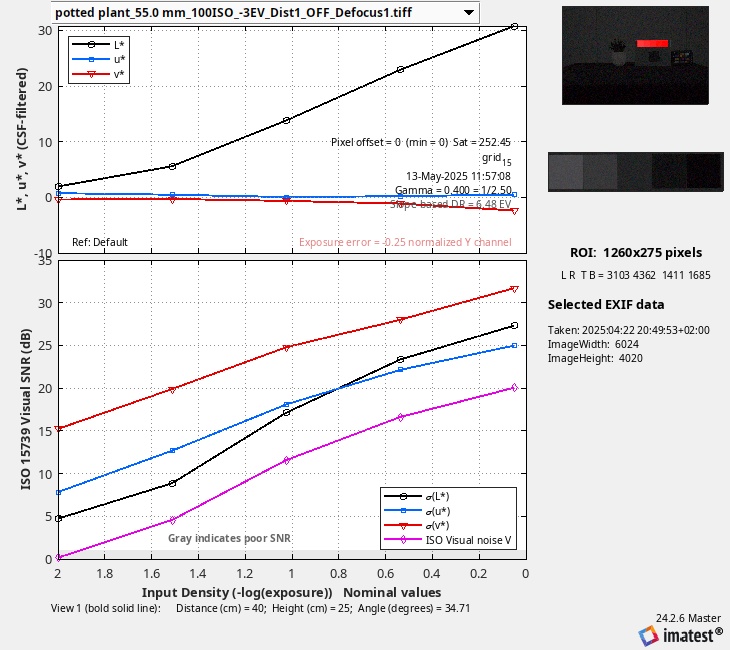 potted plant_55.0 mm_100ISO_-3EV_Dist1_OFF_Defocus1.tiff
30
20
10
0
-10
L*, u*, v* (CSF-filtered)
L*
u*
v*
Pixel offset = 0 (min = 0) Sat = 252.45
grid15
13-May-2025 11:57:08
Gamma = 0.400 = 1/2.50
Slope-based DR = 6.48 EV
Ref: Default
Exposure error = -0.25 normalized Y channel
35
30
25
20
15
10
5
0
ISO 15739 Visual SNR (dB)
σ(L*)
σ(u*)
σ(v*)
ISO Visual noise V
Gray indicates poor SNR
2 1.8 1.6 1.4 1.2 1 0.8 0.6 0.4 0.2 0
Input Density (-log(exposure)) Nominal values
View 1 (bold solid line): Distance (cm) = 40; Height (cm) = 25; Angle (degrees) = 34.71
ROI: 1260x275 pixels
L R T B = 3103 4362 1411 1685
Selected EXIF data
Taken: 2025:04:22 20:49:53+02:00
ImageWidth: 6024
ImageHeight: 4020
24.2.6 Master
imatest®